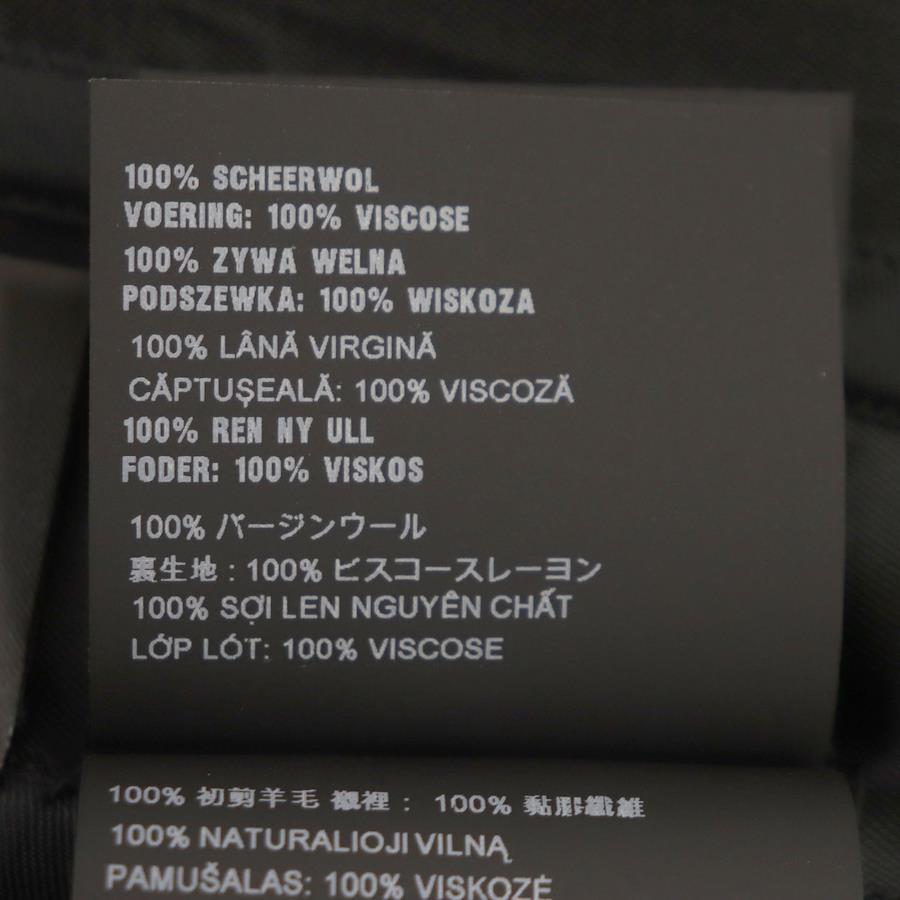 100% SCHEERWOL
VOERING: 100% VISCOSE
100% ZYWA WELNA
PODSZEWKA: 100% WISKOZA
100% LÂNĂ VIRGINĂ
CĂPTUŞEALĂ: 100% VISCOZĂ
100% REN NY ULL
FODER: 100% VISKOS
100% バージンウール
裏生地 : 100% ビスコースレーヨン
100% SỢI LEN NGUYÊN CHẤT
LỚP LÓT: 100% VISCOSE
100% 初剪羊毛 襯裡 : 100% 黏膠纖維
100% NATURALIOJI VILNĄ
PAMUŠALAS: 100% VISKOZĖ